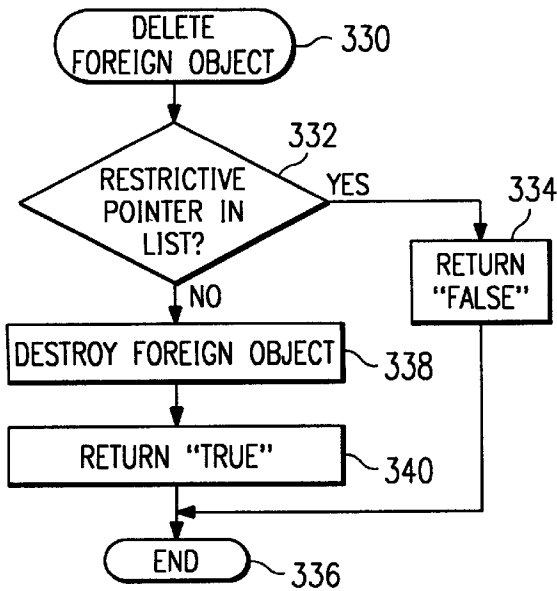 DELETE
FOREIGN OBJECT
330
332
RESTRICTIVE
POINTER IN
LIST?
YES
334
RETURN
"FALSE"
NO
DESTROY FOREIGN OBJECT
338
RETURN "TRUE"
340
END
336